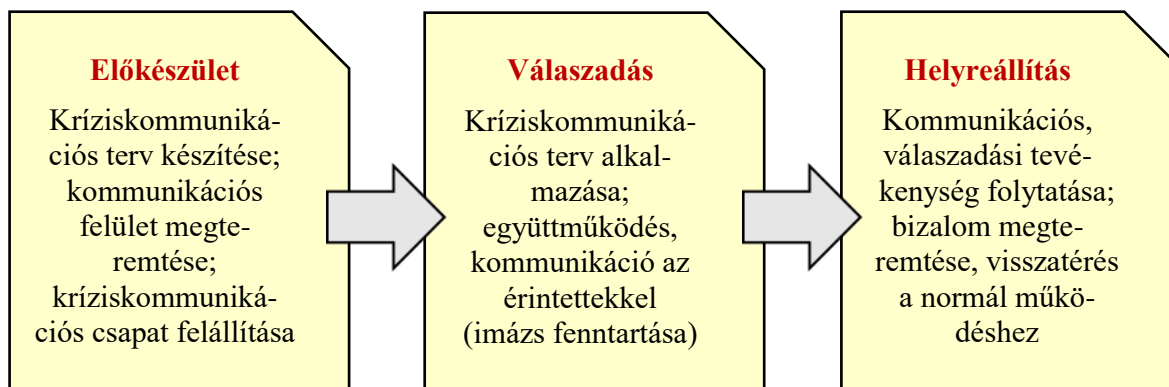 Előkészület
Kríziskommuniká-
ciós terv készítése;
kommunikációs
felület megte-
remtése;
kríziskommuniká-
ciós csapat felállítása
Válaszadás
Kríziskommuniká-
ciós terv alkal-
mazása;
együttműködés,
kommunikáció az
érintettekkel
(imázs fenntartása)
Helyreállítás
Kommunikációs,
válaszadási tevé-
kenység folytatása;
bizalom megte-
remtése, visszatérés
a normál műkö-
déshez